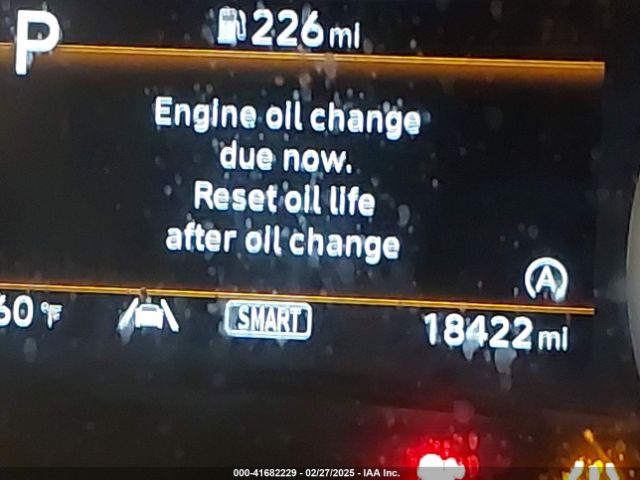 P
226 mi
Engine oil change
due now.
Reset oil life
after oil change
A
60 °F
SMART
18422 mi
000-41682229 - 02/27/2025 - IAA Inc.